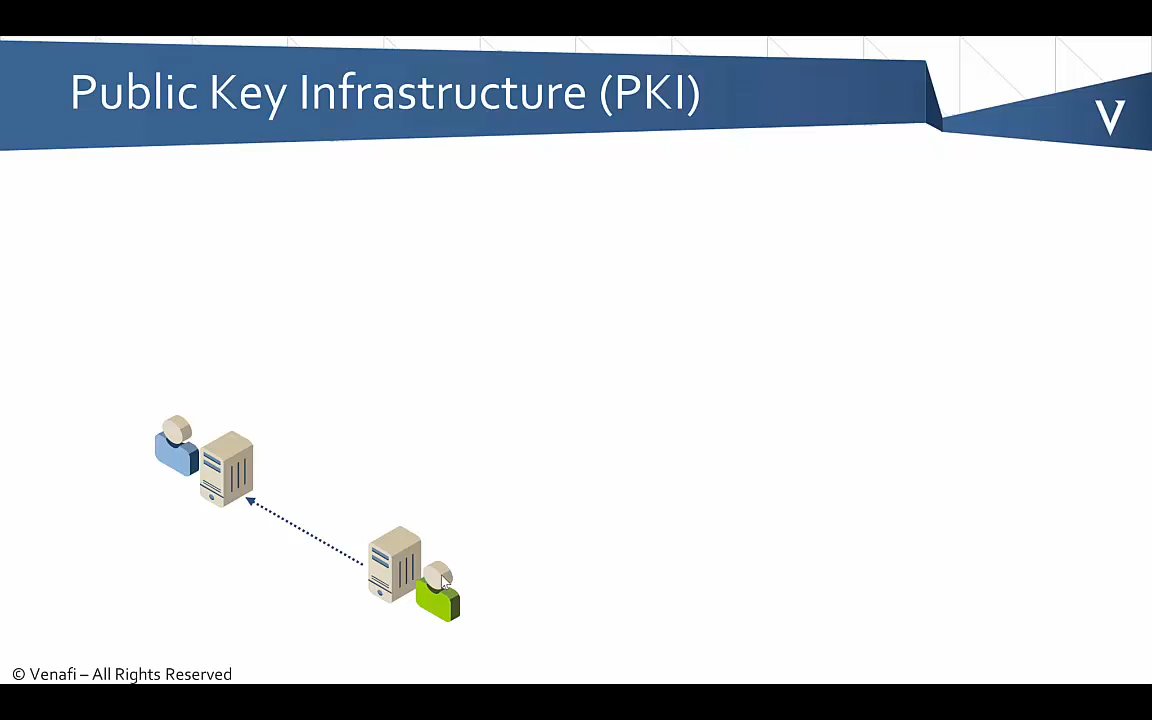 Public Key Infrastructure (PKI)
V
© Venafi – All Rights Reserved